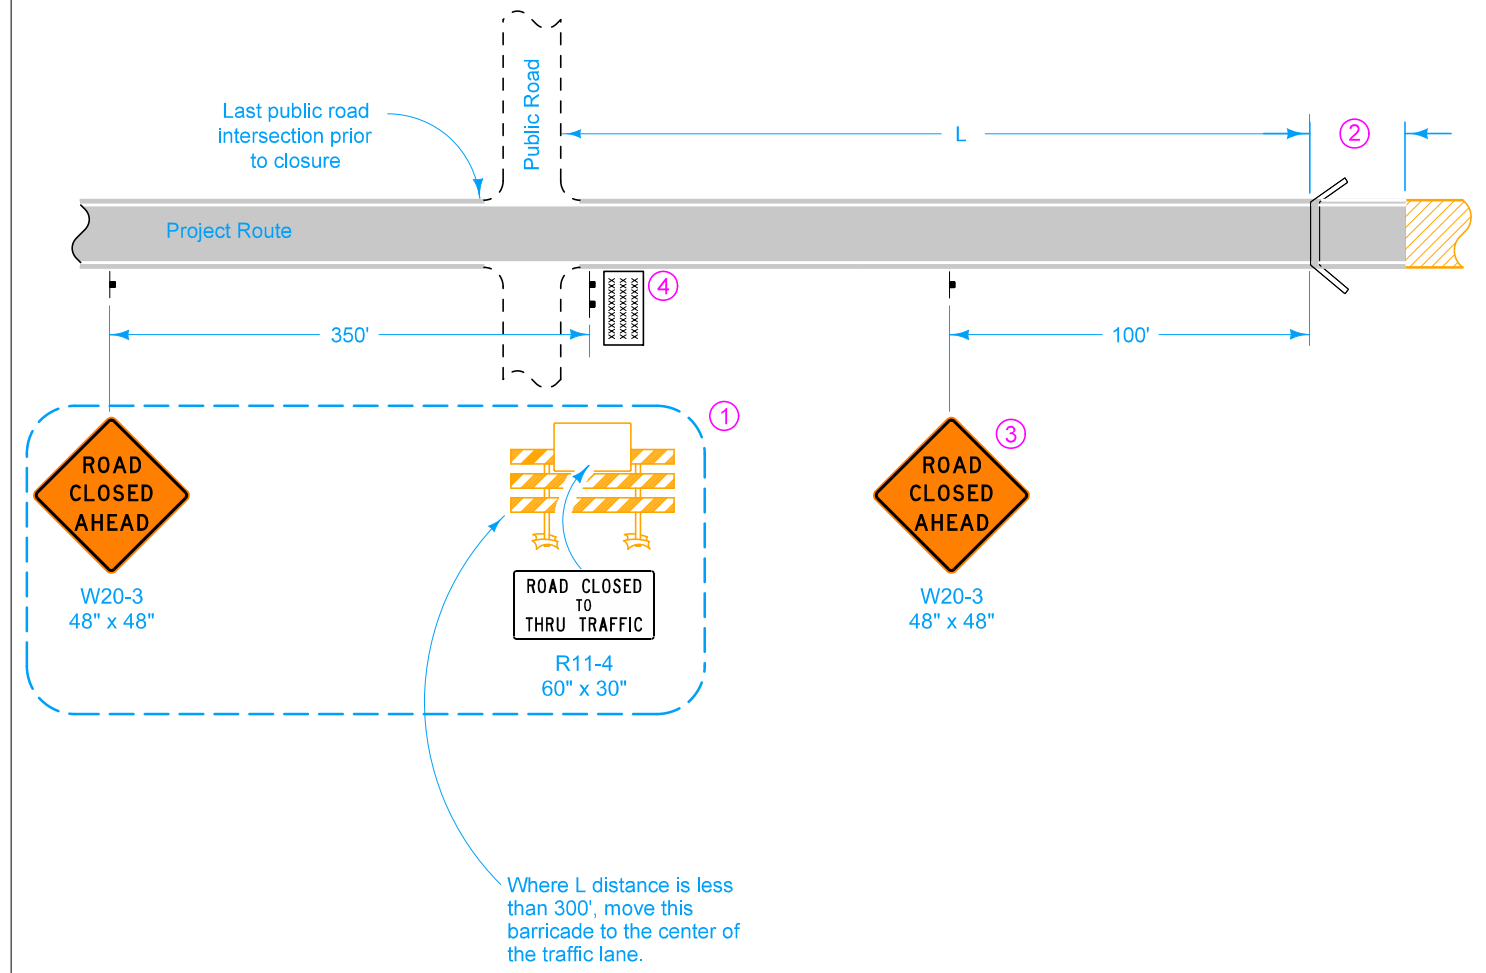 Public Road
Last public road
intersection prior
to closure
L
2
Project Route
4
350'
100'
1
3
ROAD
CLOSED
AHEAD
W20-3
48" x 48"
ROAD CLOSED
TO
THRU TRAFFIC
R11-4
60" x 30"
ROAD
CLOSED
AHEAD
W20-3
48" x 48"
Where L distance is less
than 300', move this
barricade to the center of
the traffic lane.